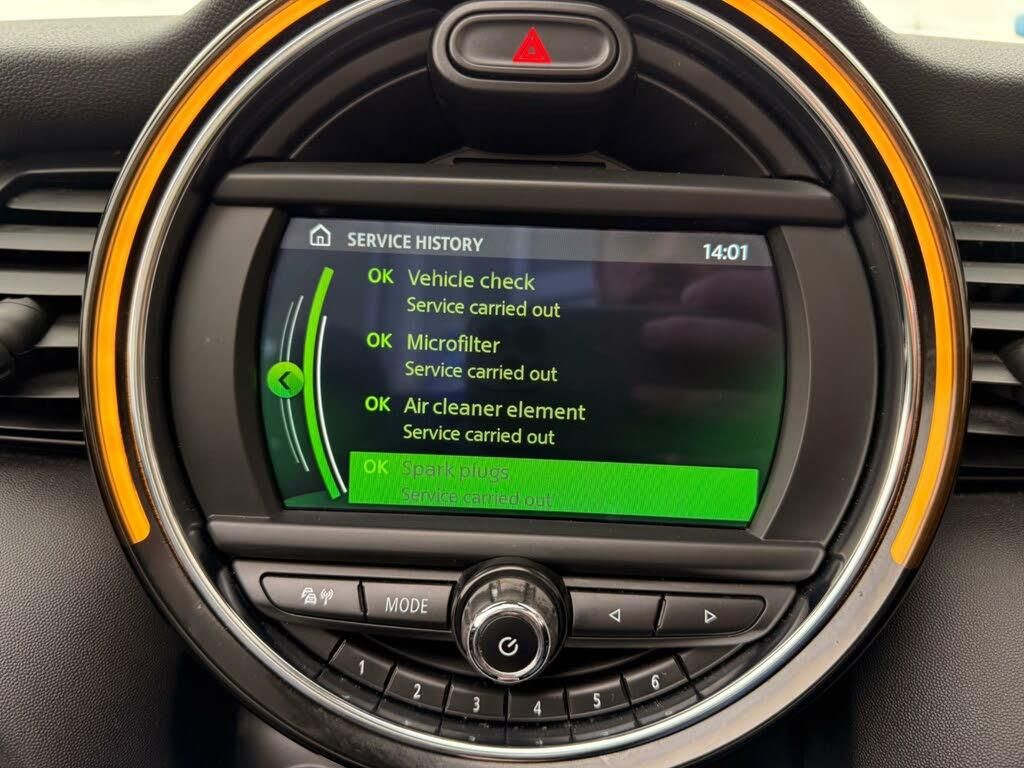 SERVICE HISTORY 14:01
OK Vehicle check
Service carried out
OK Microfilter
Service carried out
OK Air cleaner element
Service carried out
OK Spark plugs
Service carried out
MODE
1 2 3 4 5 6